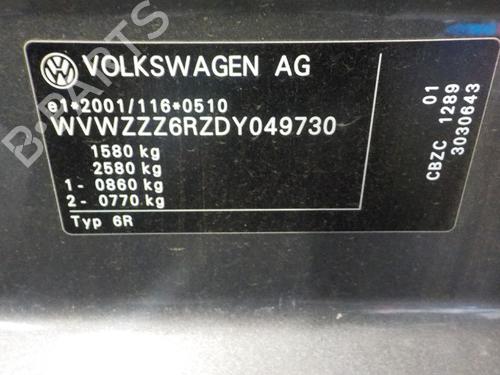 VOLKSWAGEN AG
e1*2001/116*0510
WVWZZZ6RZDY049730
1580 kg
2580 kg
1- 0860 kg
2- 0770 kg
Typ 6R
01
CBZC 1289
3030643
B-PARTS